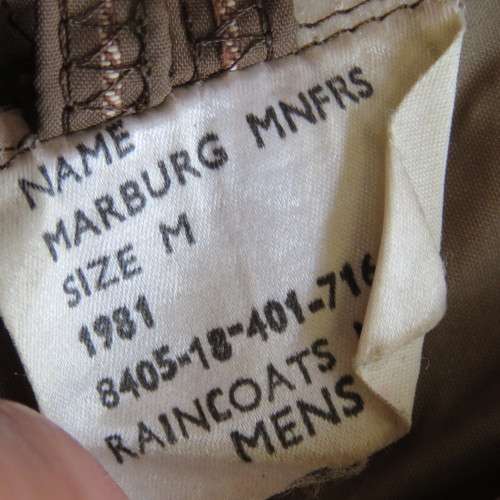 NAME
MARBURG MNFRS
SIZE M
1981
8405-18-401-716
RAINCOATS
MENS